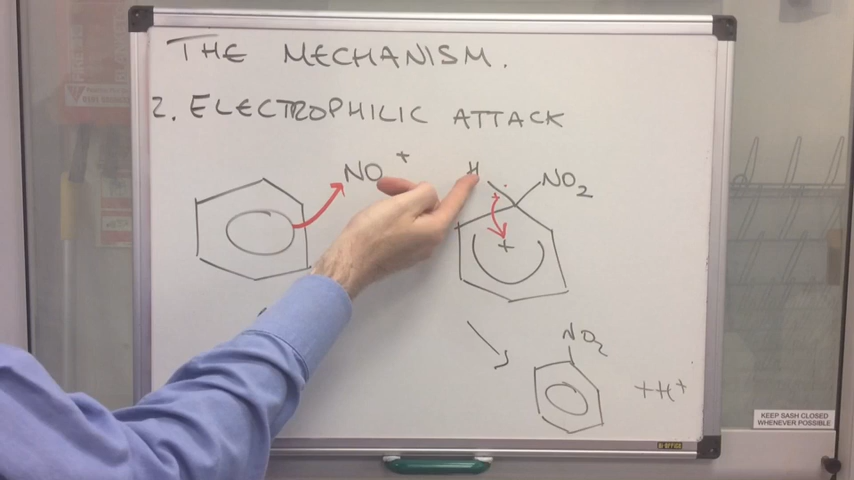 THE MECHANISM.
2. ELECTROPHILIC ATTACK
NO +
H NO2
+
NO2
+H+
KEEP SASH CLOSED
WHENEVER POSSIBLE